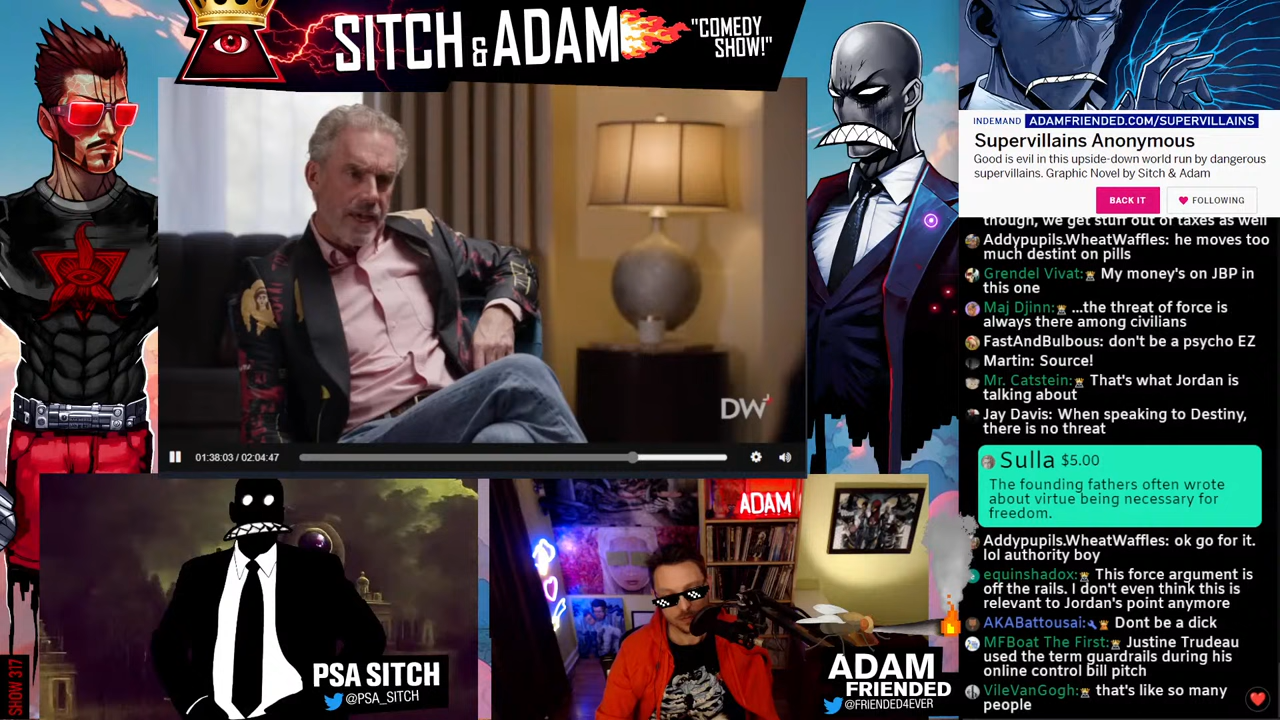 SITCH & ADAM
"COMEDY
SHOW!"
DW
01:38:03 / 02:04:47
ADAM
PSA SITCH
@PSA_SITCH
ADAM
FRIENDED
@FRIENDED4EVER
SHOW 317
INDEMAND ADAMFRIENDED.COM/SUPERVILLAINS
Supervillains Anonymous
Good is evil in this upside-down world run by dangerous
supervillains. Graphic Novel by Sitch & Adam
BACK IT
FOLLOWING
though, we get stuff out of taxes as well
Addypupils.WheatWaffles: he moves too
much destint on pills
Grendel Vivat: My money's on JBP in
this one
Maj Djinn: ...the threat of force is
always there among civilians
FastAndBulbous: don't be a psycho EZ
Martin: Source!
Mr. Catstein: That's what Jordan is
talking about
Jay Davis: When speaking to Destiny,
there is no threat
Sulla $5.00
The founding fathers often wrote
about virtue being necessary for
freedom.
Addypupils.WheatWaffles: ok go for it.
lol authority boy
equinshadox: This force argument is
off the rails. I don't even think this is
relevant to Jordan's point anymore
AKABattousai: Dont be a dick
MFBoat The First: Justine Trudeau
used the term guardrails during his
online control bill pitch
VileVanGogh: that's like so many
people